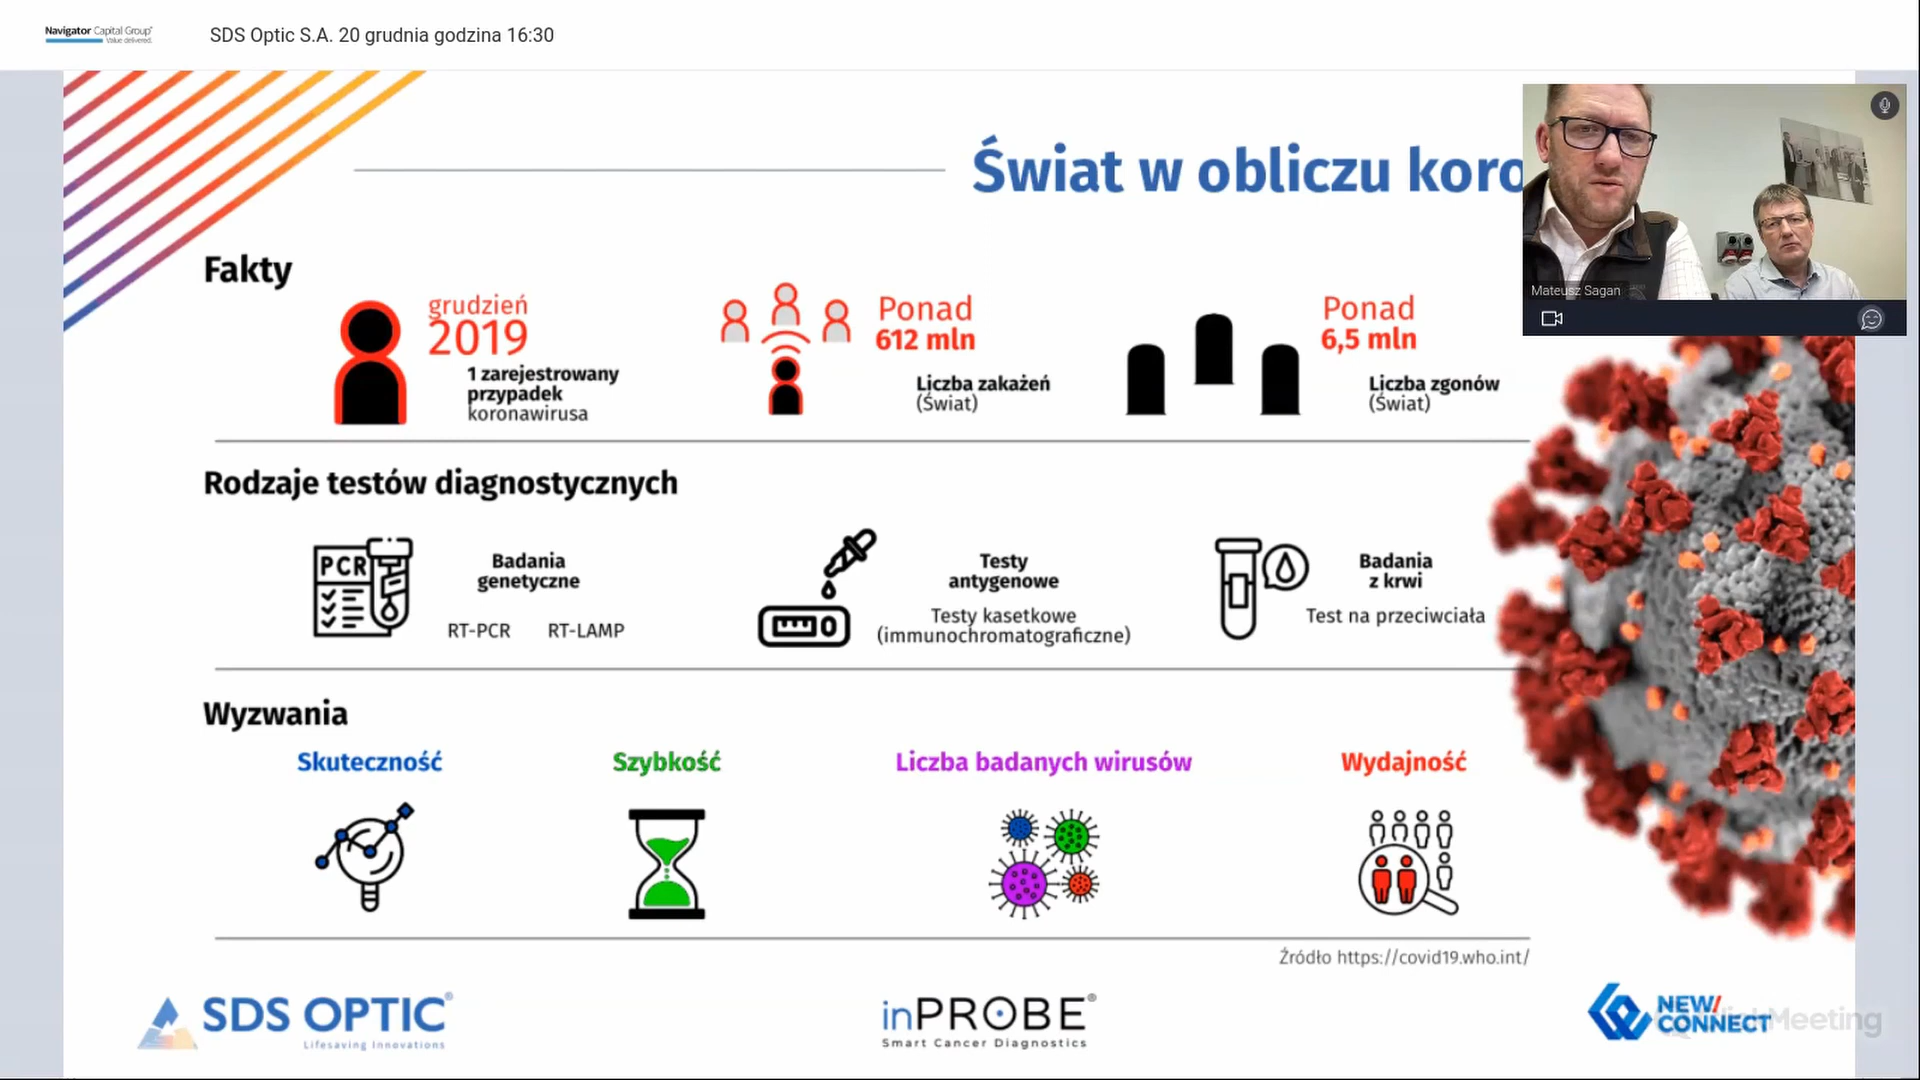 Navigator Capital Group
Value delivered.
SDS Optic S.A. 20 grudnia godzina 16:30
Świat w obliczu koro
Mateusz Sagan
Fakty
grudzień
2019
1 zarejestrowany
przypadek
koronawirusa
Ponad
612 mln
Liczba zakażeń
(Świat)
Ponad
6,5 mln
Liczba zgonów
(Świat)
Rodzaje testów diagnostycznych
PCR
Badania
genetyczne
RT-PCR RT-LAMP
Testy
antygenowe
Testy kasetkowe
(immunochromatograficzne)
Badania
z krwi
Test na przeciwciała
Wyzwania
Skuteczność
Szybkość
Liczba badanych wirusów
Wydajność
Źródło https://covid19.who.int/
SDS OPTIC®
Lifesaving Innovations
inPROBE®
Smart Cancer Diagnostics
NEW/
CONNECT
Meeting